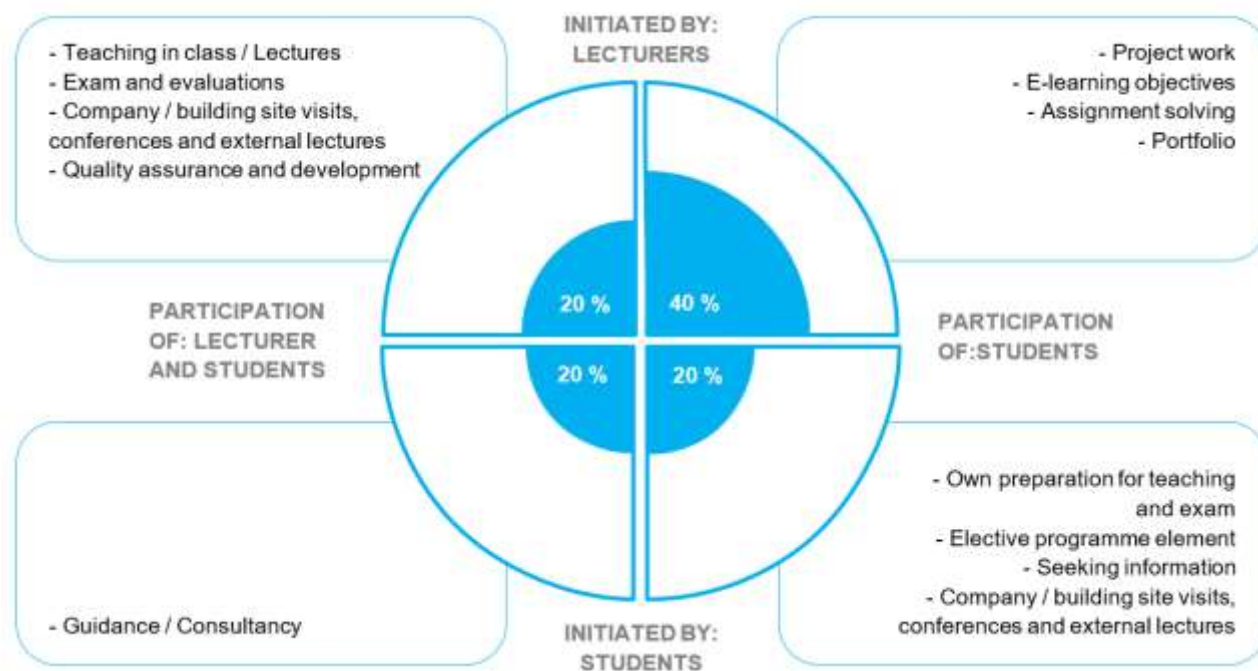 INITIATED BY:
LECTURERS
- Teaching in class / Lectures
- Exam and evaluations
- Company / building site visits,
conferences and external lectures
- Quality assurance and development
- Project work
- E-learning objectives
- Assignment solving
- Portfolio
20 %
40 %
PARTICIPATION
OF: LECTURER
AND STUDENTS
PARTICIPATION
OF:STUDENTS
20 %
20 %
- Guidance / Consultancy
- Own preparation for teaching
and exam
- Elective programme element
- Seeking information
- Company / building site visits,
conferences and external lectures
INITIATED BY:
STUDENTS